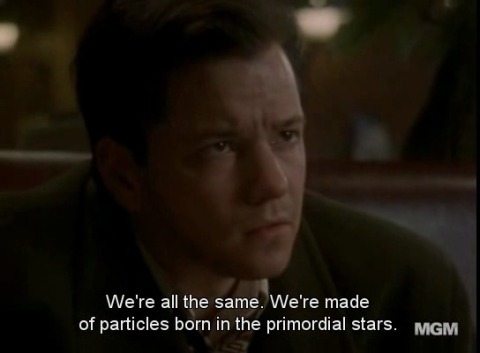 We're all the same. We're made
of particles born in the primordial stars.
MGM